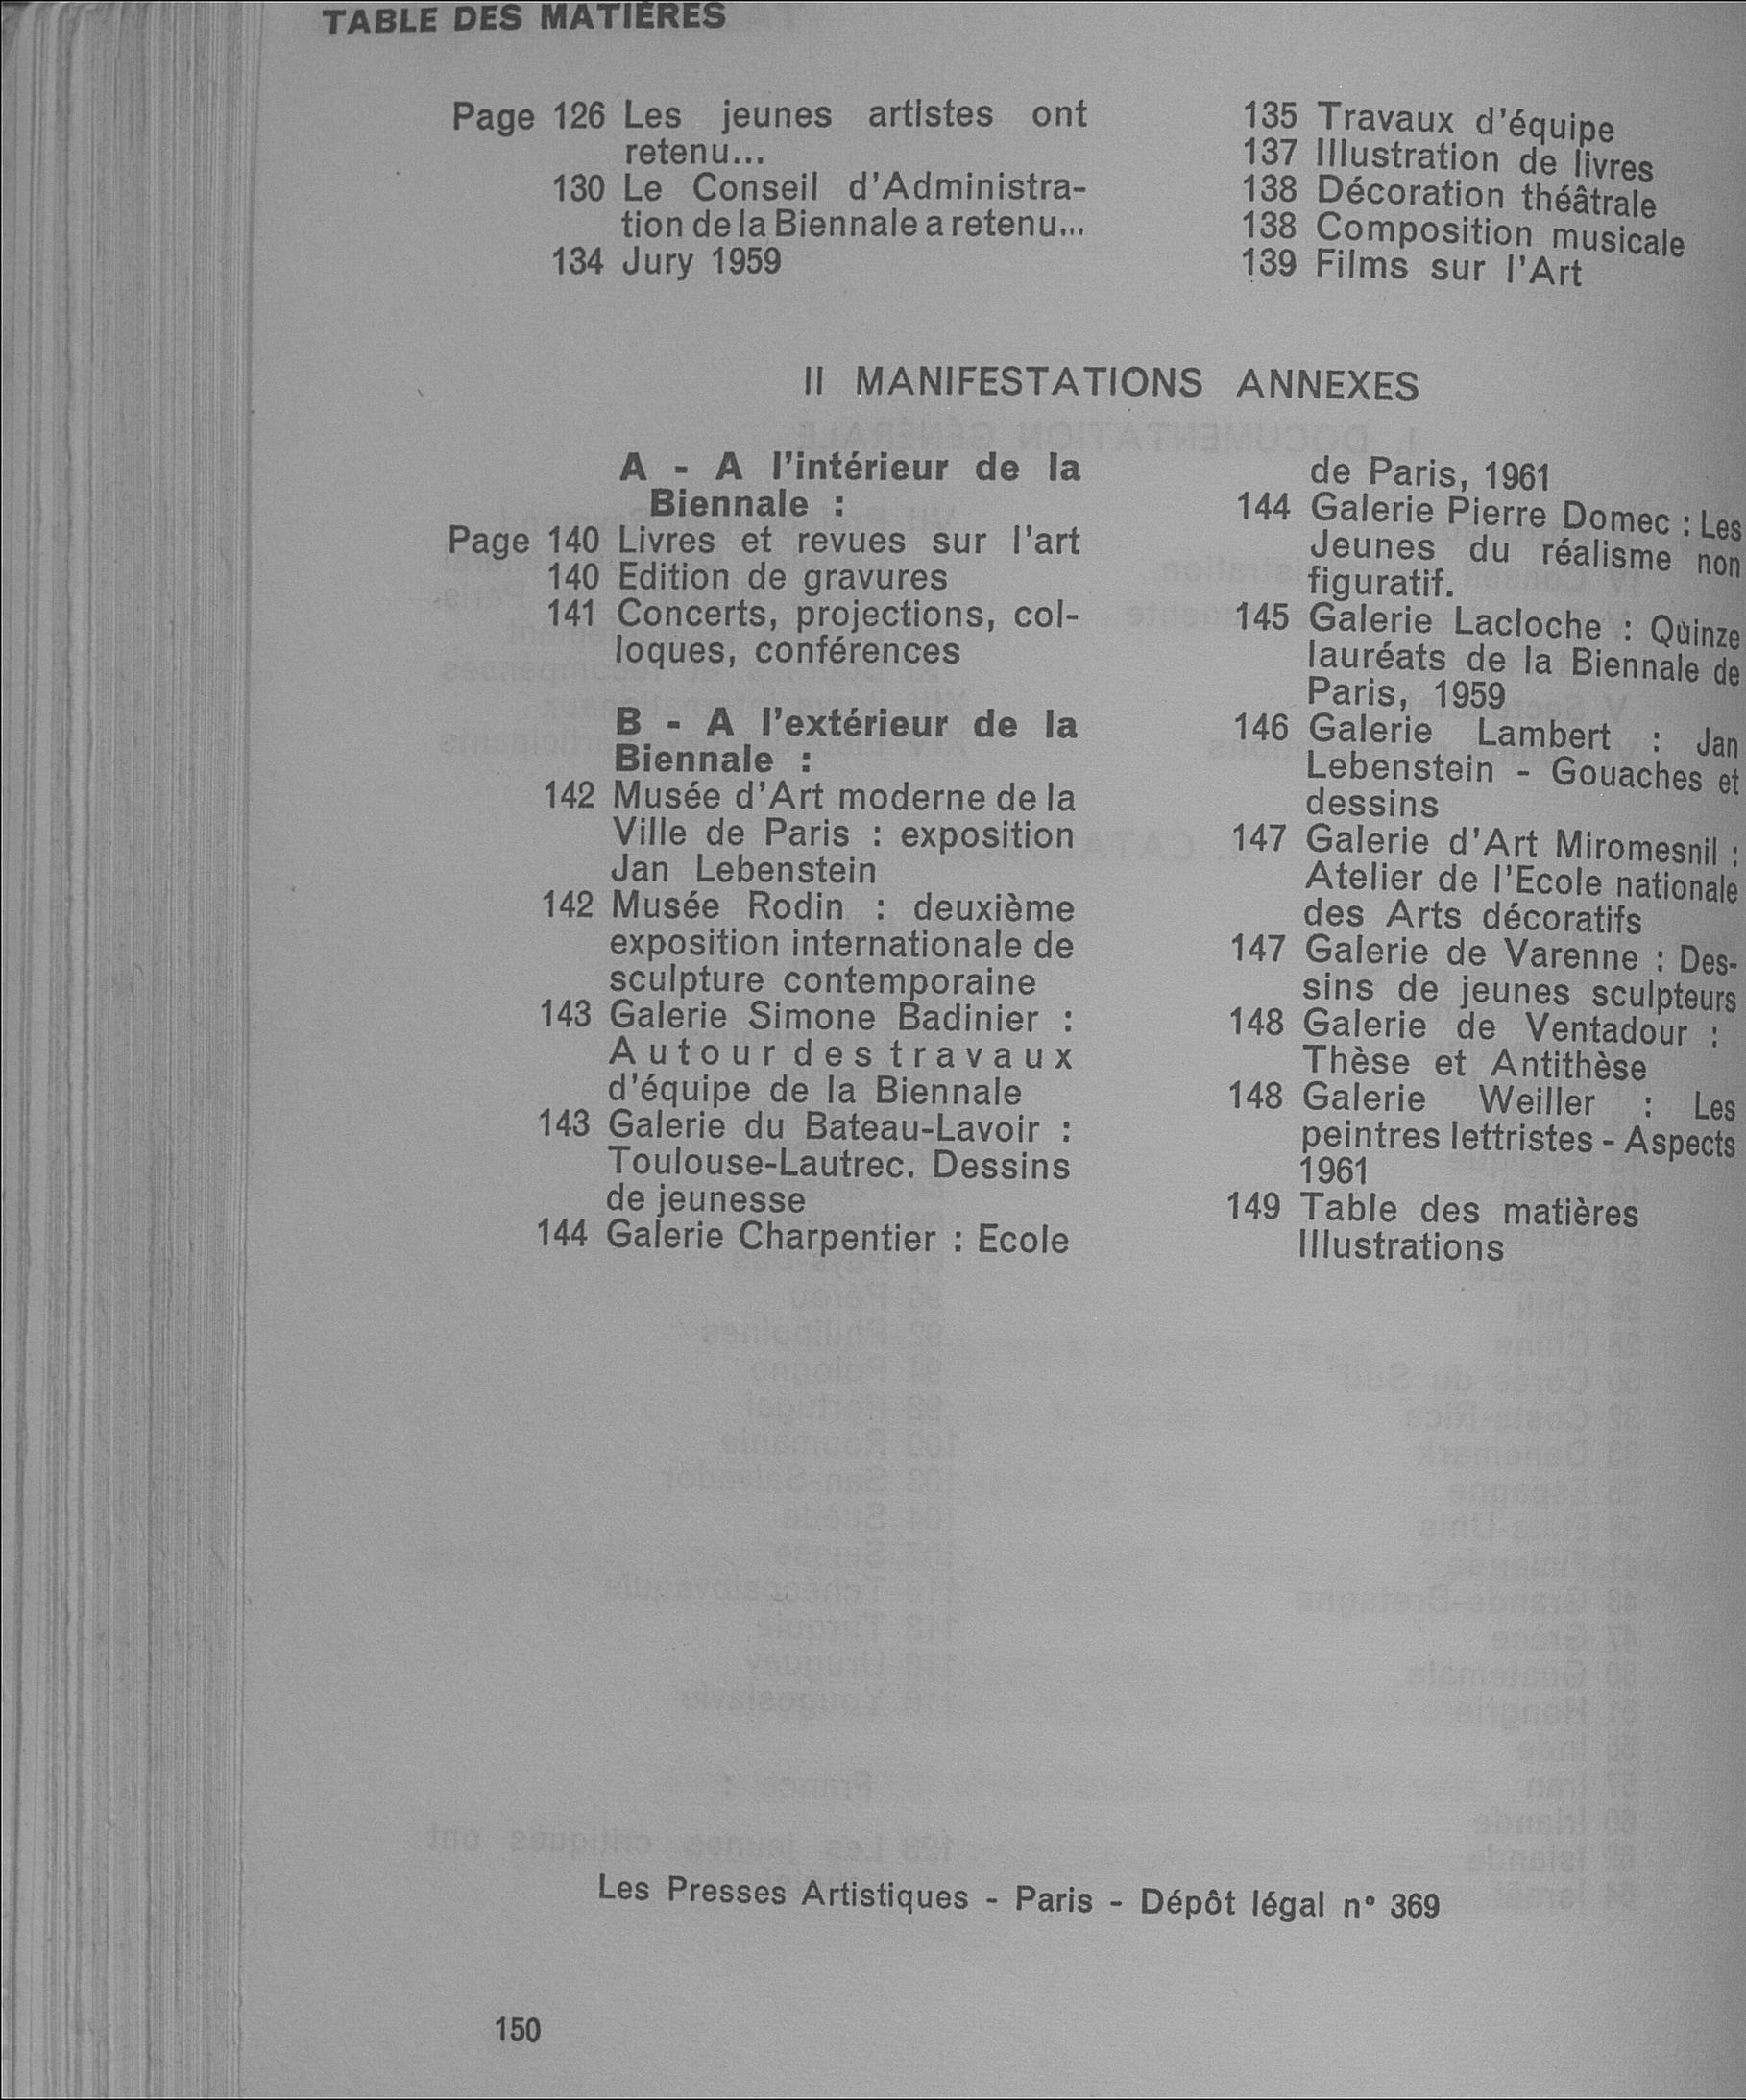 TABLE DES MATIÈRES
Page 126 Les jeunes artistes ont
retenu...
130 Le Conseil d'Administra-
tion de la Biennale a retenu...
134 Jury 1959
135 Travaux d'équipe
137 Illustration de livres
138 Décoration théâtrale
138 Composition musicale
139 Films sur l'Art
II MANIFESTATIONS ANNEXES
A - A l'intérieur de la
Biennale :
Page 140 Livres et revues sur l'art
140 Edition de gravures
141 Concerts, projections, col-
loques, conférences
B - A l'extérieur de la
Biennale :
142 Musée d'Art moderne de la
Ville de Paris : exposition
Jan Lebenstein
142 Musée Rodin : deuxième
exposition internationale de
sculpture contemporaine
143 Galerie Simone Badinier :
Autour des travaux
d'équipe de la Biennale
143 Galerie du Bateau-Lavoir :
Toulouse-Lautrec. Dessins
de jeunesse
144 Galerie Charpentier : Ecole
de Paris, 1961
144 Galerie Pierre Domec : Les
Jeunes du réalisme non
figuratif.
145 Galerie Lacloche : Quinze
lauréats de la Biennale de
Paris, 1959
146 Galerie Lambert : Jan
Lebenstein - Gouaches et
dessins
147 Galerie d'Art Miromesnil :
Atelier de l'Ecole nationale
des Arts décoratifs
147 Galerie de Varenne : Des-
sins de jeunes sculpteurs
148 Galerie de Ventadour :
Thèse et Antithèse
148 Galerie Weiller : Les
peintres lettristes - Aspects
1961
149 Table des matières
Illustrations
Les Presses Artistiques - Paris - Dépôt légal n° 369
150